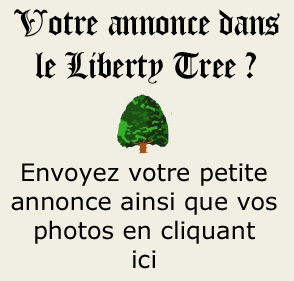 Votre annonce dans
le Liberty Tree ?
Envoyez votre petite
annonce ainsi que vos
photos en cliquant
ici